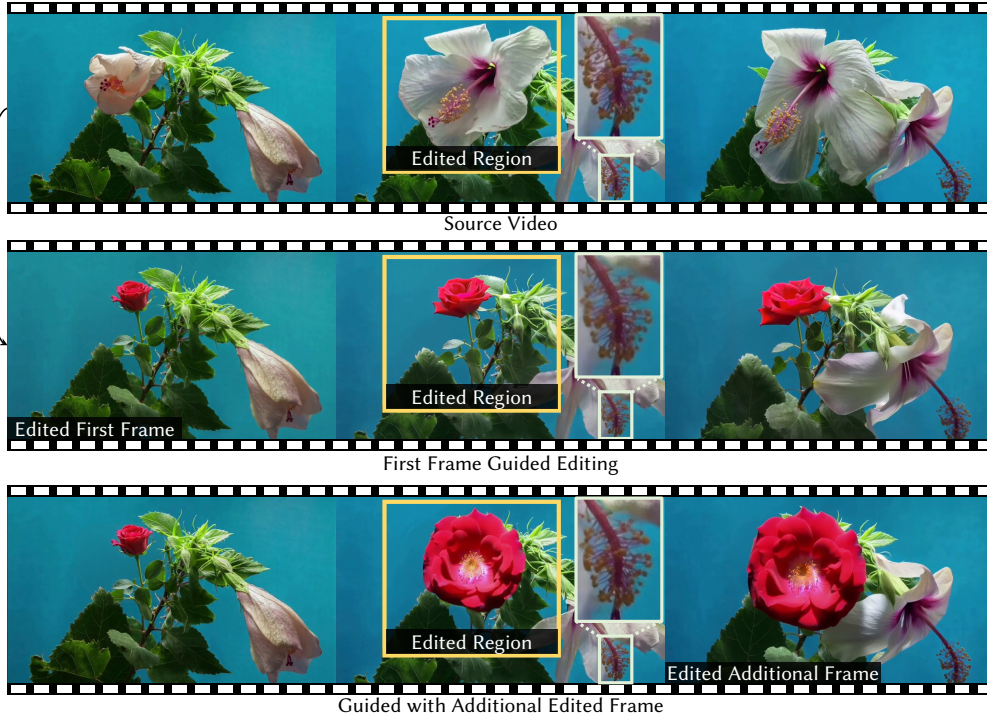 Edited Region
Source Video
Edited Region
Edited First Frame
First Frame Guided Editing
Edited Region
Edited Additional Frame
Guided with Additional Edited Frame